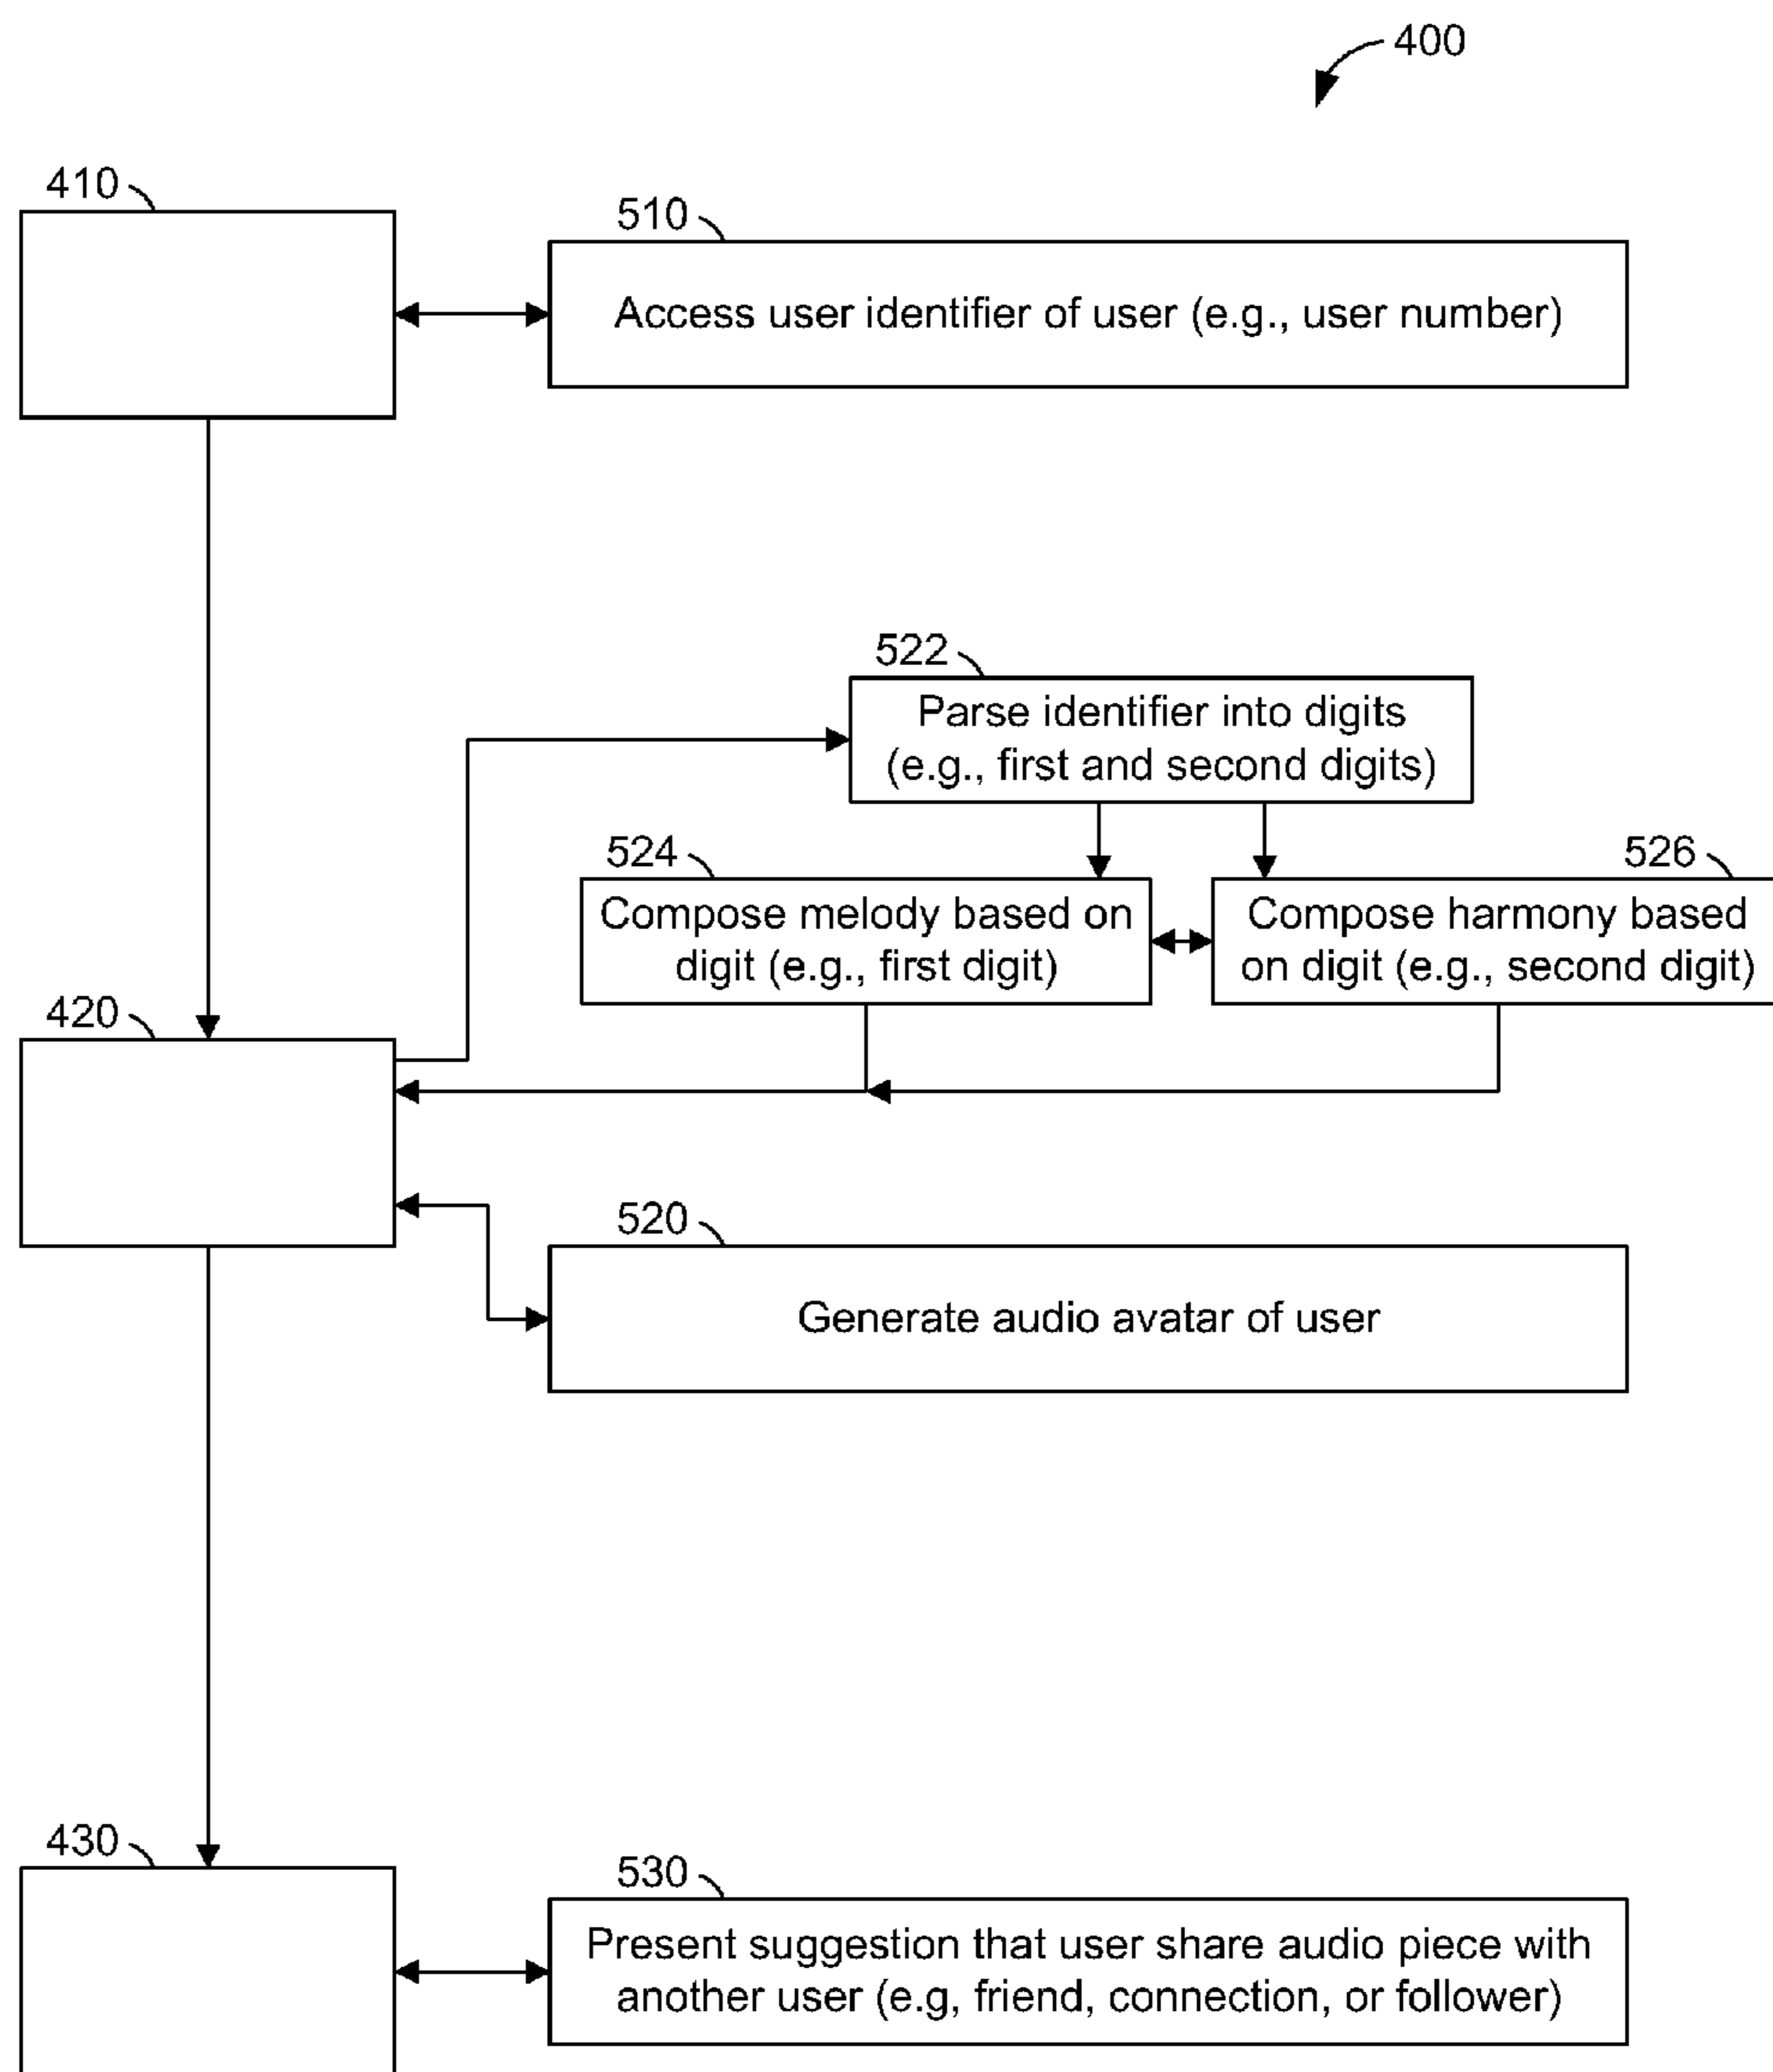 400
410
510
Access user identifier of user (e.g., user number)
522
Parse identifier into digits
(e.g., first and second digits)
524
Compose melody based on
digit (e.g., first digit)
526
Compose harmony based
on digit (e.g., second digit)
420
520
Generate audio avatar of user
430
530
Present suggestion that user share audio piece with
another user (e.g, friend, connection, or follower)